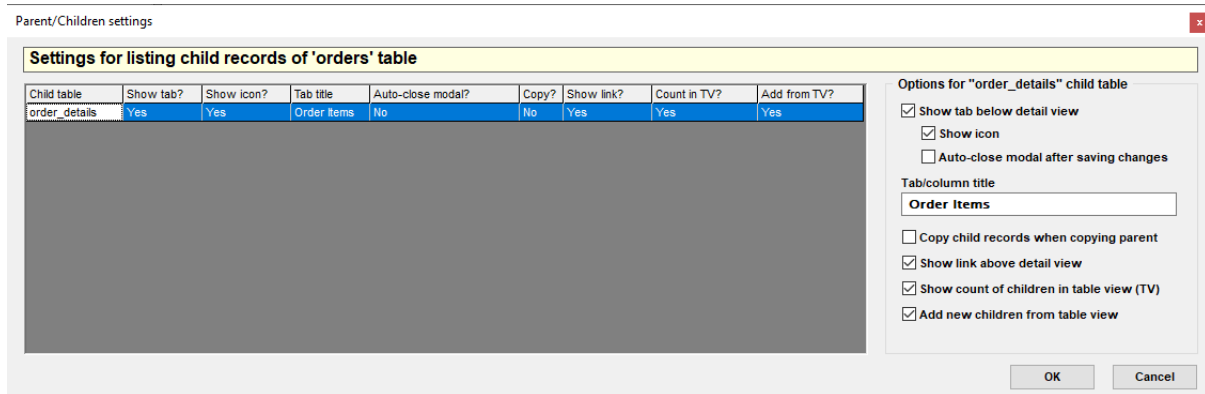 Parent/Children settings
x
Settings for listing child records of 'orders' table
Child table Show tab? Show icon? Tab title Auto-close modal? Copy? Show link? Count in TV? Add from TV?
order_details Yes Yes Order Items No No Yes Yes Yes
Options for "order_details" child table
Show tab below detail view
Show icon
Auto-close modal after saving changes
Tab/column title
Order Items
Copy child records when copying parent
Show link above detail view
Show count of children in table view (TV)
Add new children from table view
OK Cancel